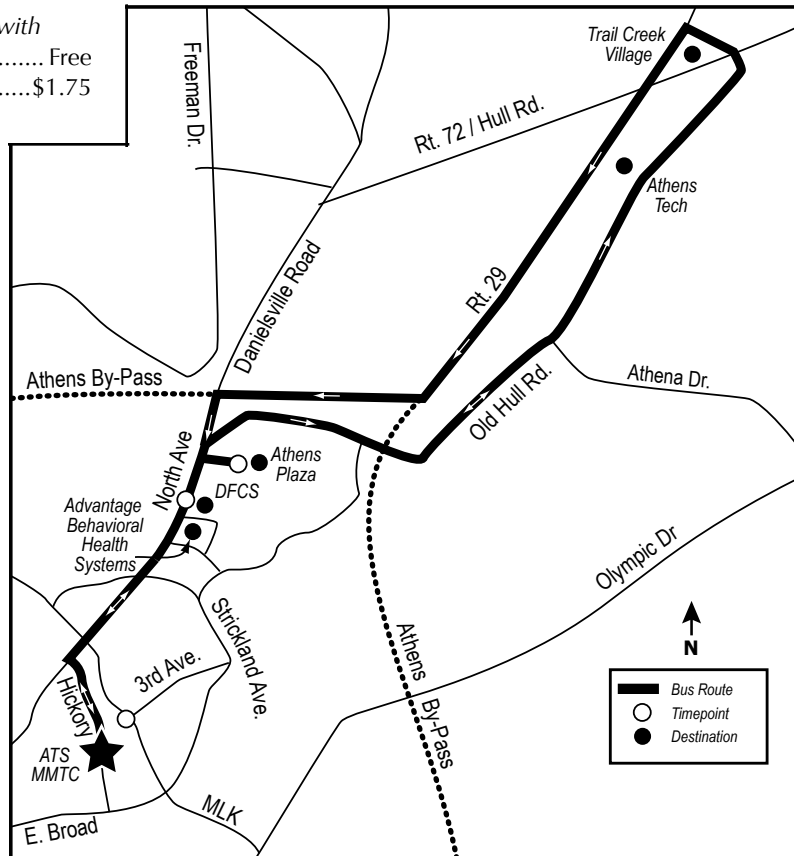 with
........ Free
.....$1.75
Trail Creek
Village
Freeman Dr.
Rt. 72 / Hull Rd.
Athens
Tech
Danielsville Road
Rt. 29
Athens By-Pass
Athena Dr.
Old Hull Rd.
North Ave
Athens
Plaza
DFCS
Advantage
Behavioral
Health
Systems
Olympic Dr
Strickland Ave.
3rd Ave.
Athens By-Pass
N
Hickory
Bus Route
Timepoint
Destination
ATS
MMTC
MLK
E. Broad